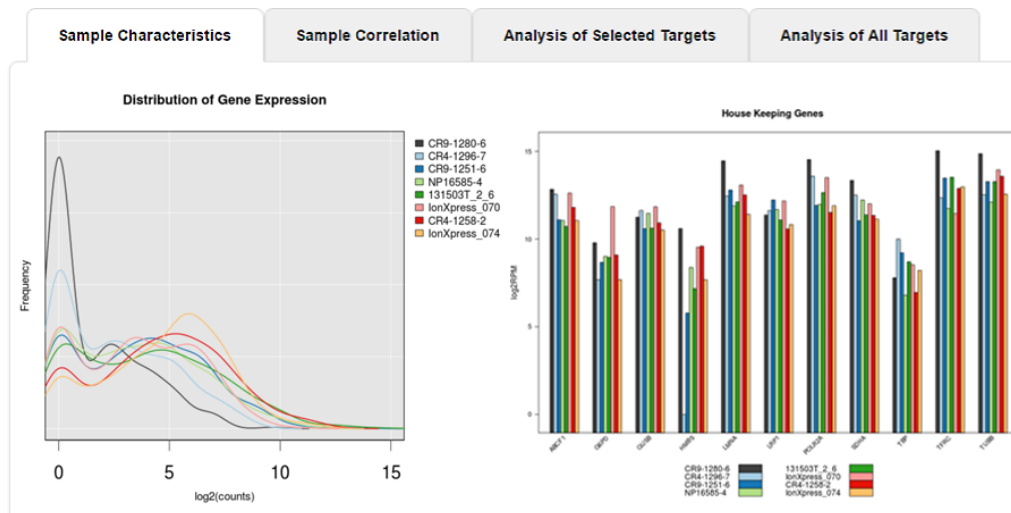 Sample Characteristics
Sample Correlation
Analysis of Selected Targets
Analysis of All Targets
Distribution of Gene Expression
Frequency
0
5
10
15
log2(counts)
CR9-1280-6
CR4-1296-7
CR9-1251-6
NP16585-4
131503T_2_6
IonXpress_070
CR4-1258-2
IonXpress_074
House Keeping Genes
log2RPM
15
10
5
0
ABCF1
G6PD
GUSB
HMBS
LMNA
LRP1
POLR2A
SDHA
TBP
TFRC
TUBB
CR9-1280-6
CR4-1296-7
CR9-1251-6
NP16585-4
131503T_2_6
IonXpress_070
CR4-1258-2
IonXpress_074